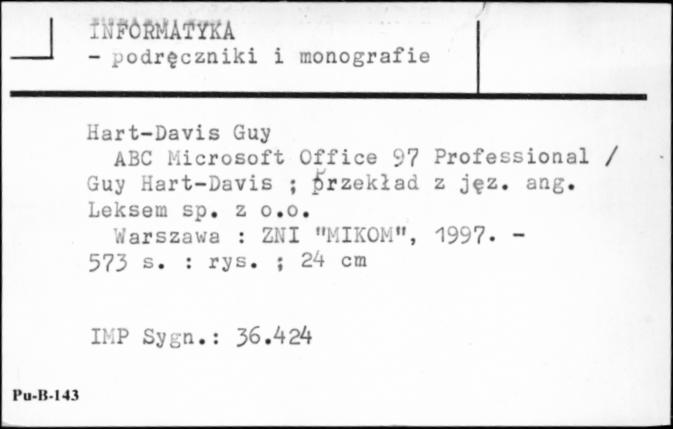 INFORMATYKA
- podręczniki i monografie
Hart-Davis Guy
ABC Microsoft Office 97 Professional /
Guy Hart-Davis ; przekład z jęz. ang.
Leksem sp. z o.o.
Warszawa : ZNI "MIKOM", 1997. -
573 s. : rys. ; 24 cm
IMP Sygn.: 36.424
Pu-B-143